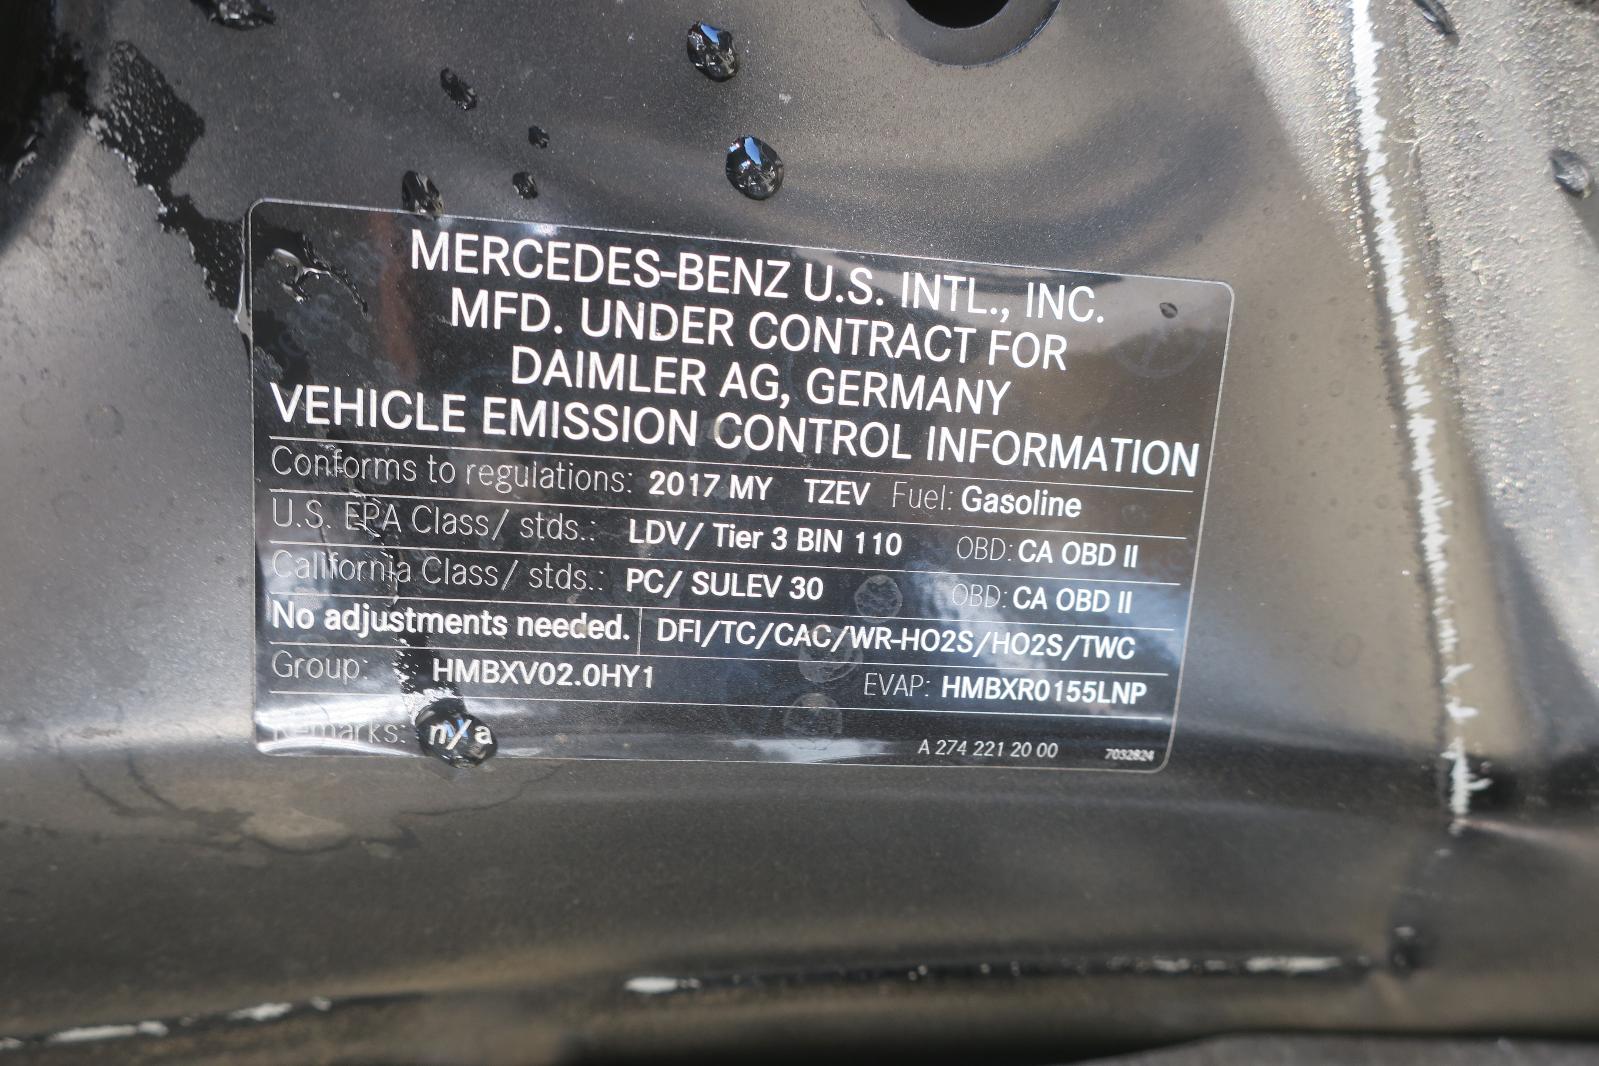 MERCEDES-BENZ U.S. INTL., INC.
MFD. UNDER CONTRACT FOR
DAIMLER AG, GERMANY
VEHICLE EMISSION CONTROL INFORMATION
Conforms to regulations: 2017 MY TZEV Fuel: Gasoline
U.S. EPA Class/ stds.: LDV/ Tier 3 BIN 110 OBD: CA OBD II
California Class/ stds.: PC/ SULEV 30 OBD: CA OBD II
No adjustments needed. DFI/TC/CAC/WR-HO2S/HO2S/TWC
Group: HMBXV02.0HY1 EVAP: HMBXR0155LNP
Remarks: n/a A 274 221 20 00 7032824